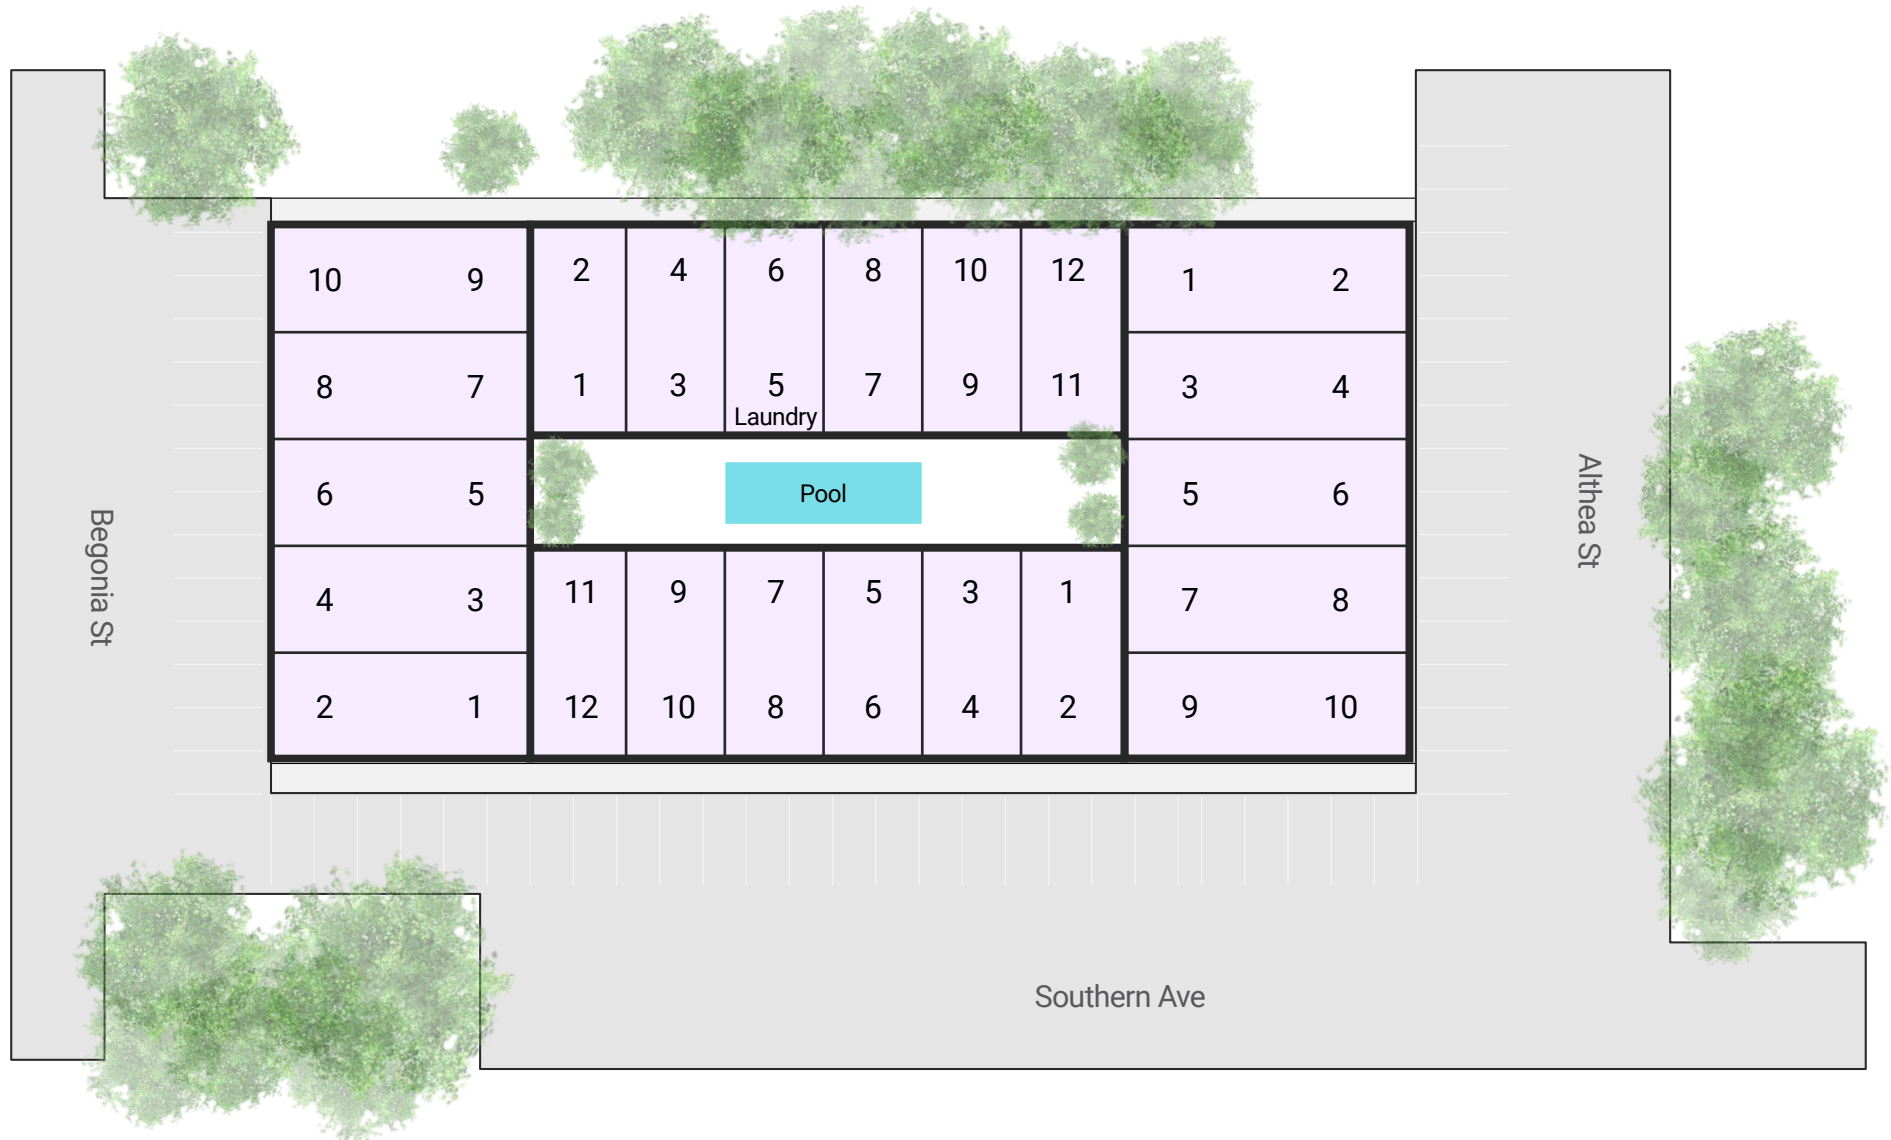 10 9 2 4 6 8 10 12 1 2
8 7 1 3 5 7 9 11 3 4
Laundry
6 5 Pool 5 6
4 3 11 9 7 5 3 1 7 8
2 1 12 10 8 6 4 2 9 10
Begonia St
Althea St
Southern Ave